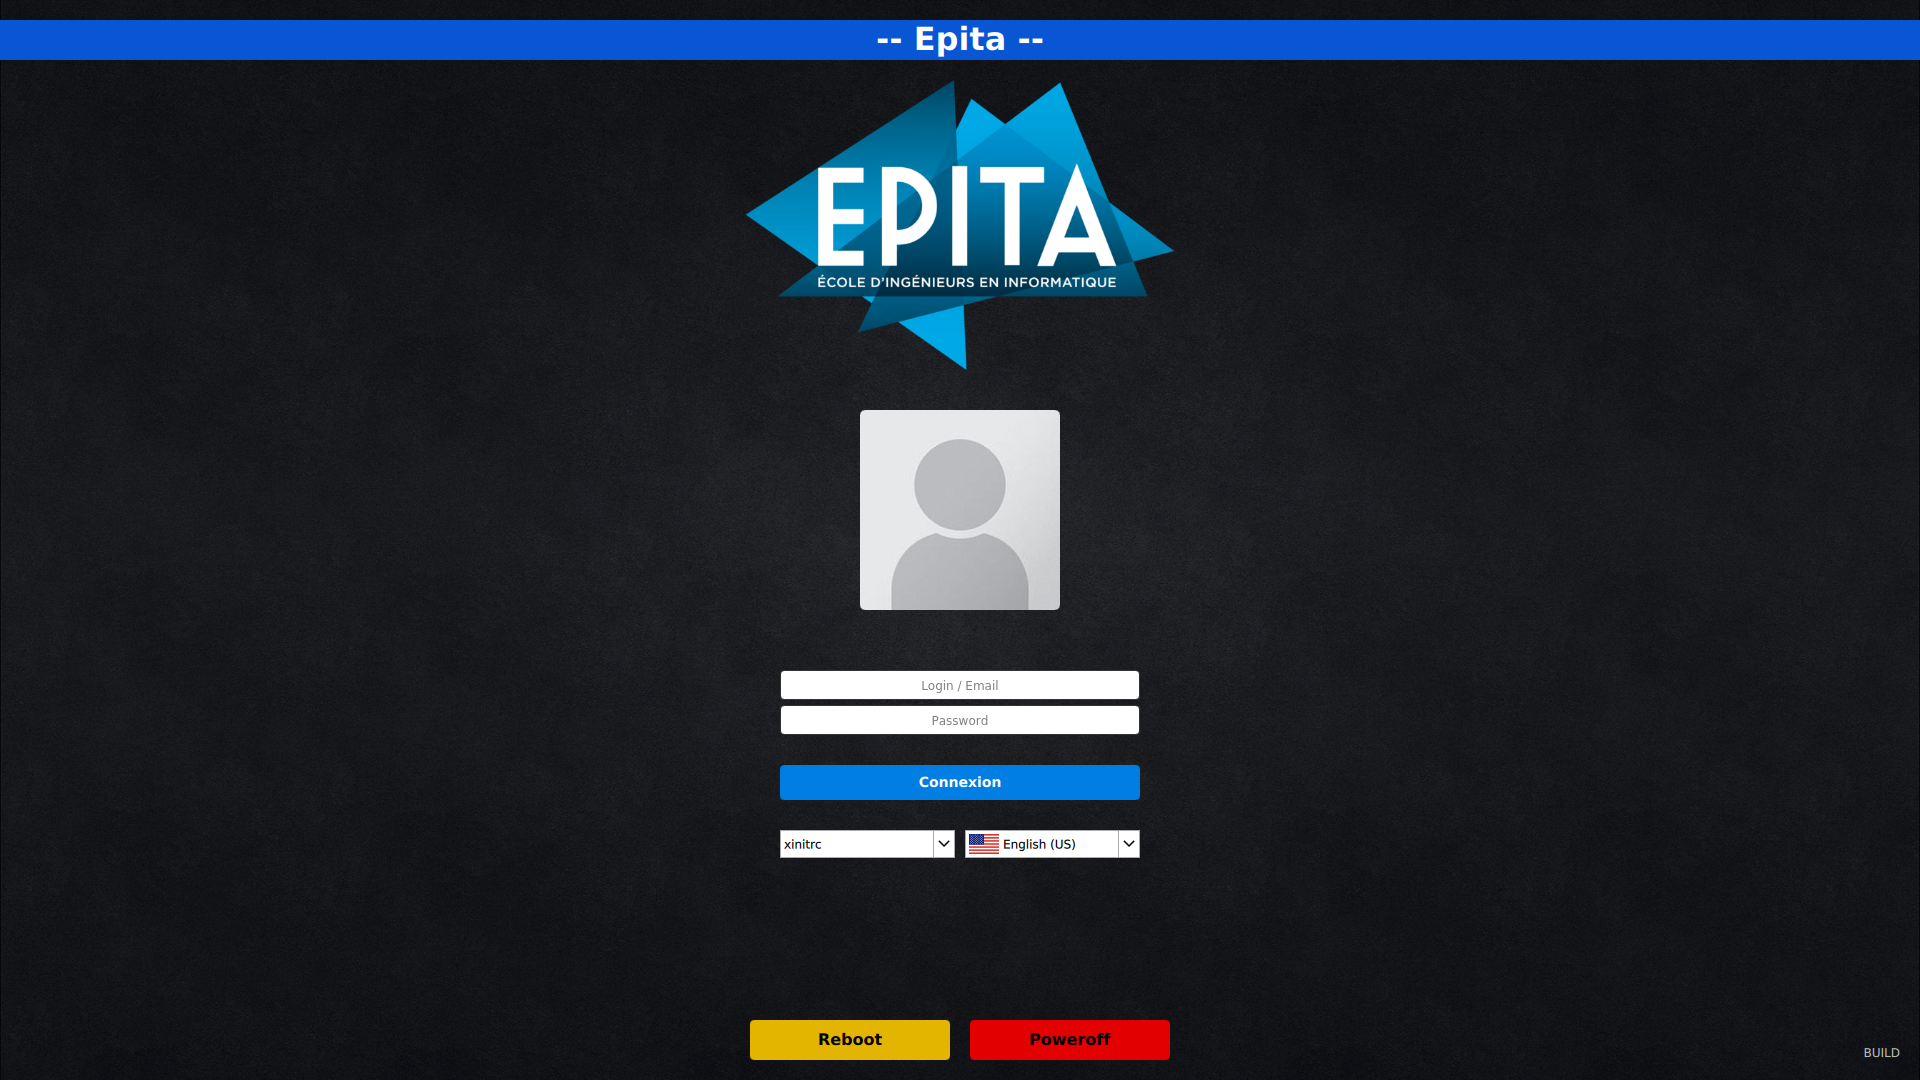 -- Epita --
EPITA
ÉCOLE D'INGÉNIEURS EN INFORMATIQUE
Login / Email
Password
Connexion
xinitrc
English (US)
Reboot
Poweroff
BUILD